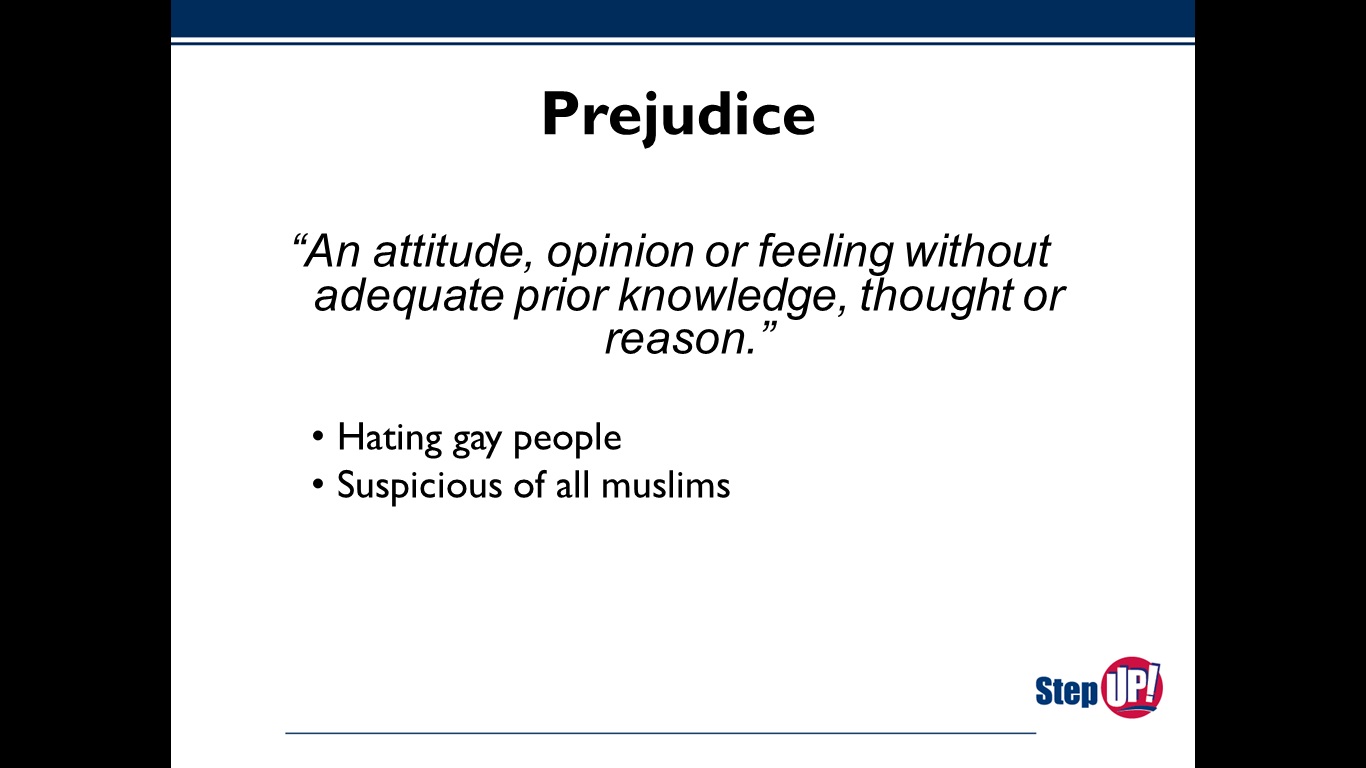 Prejudice
“An attitude, opinion or feeling without
adequate prior knowledge, thought or
reason.”
• Hating gay people
• Suspicious of all muslims
Step UP!